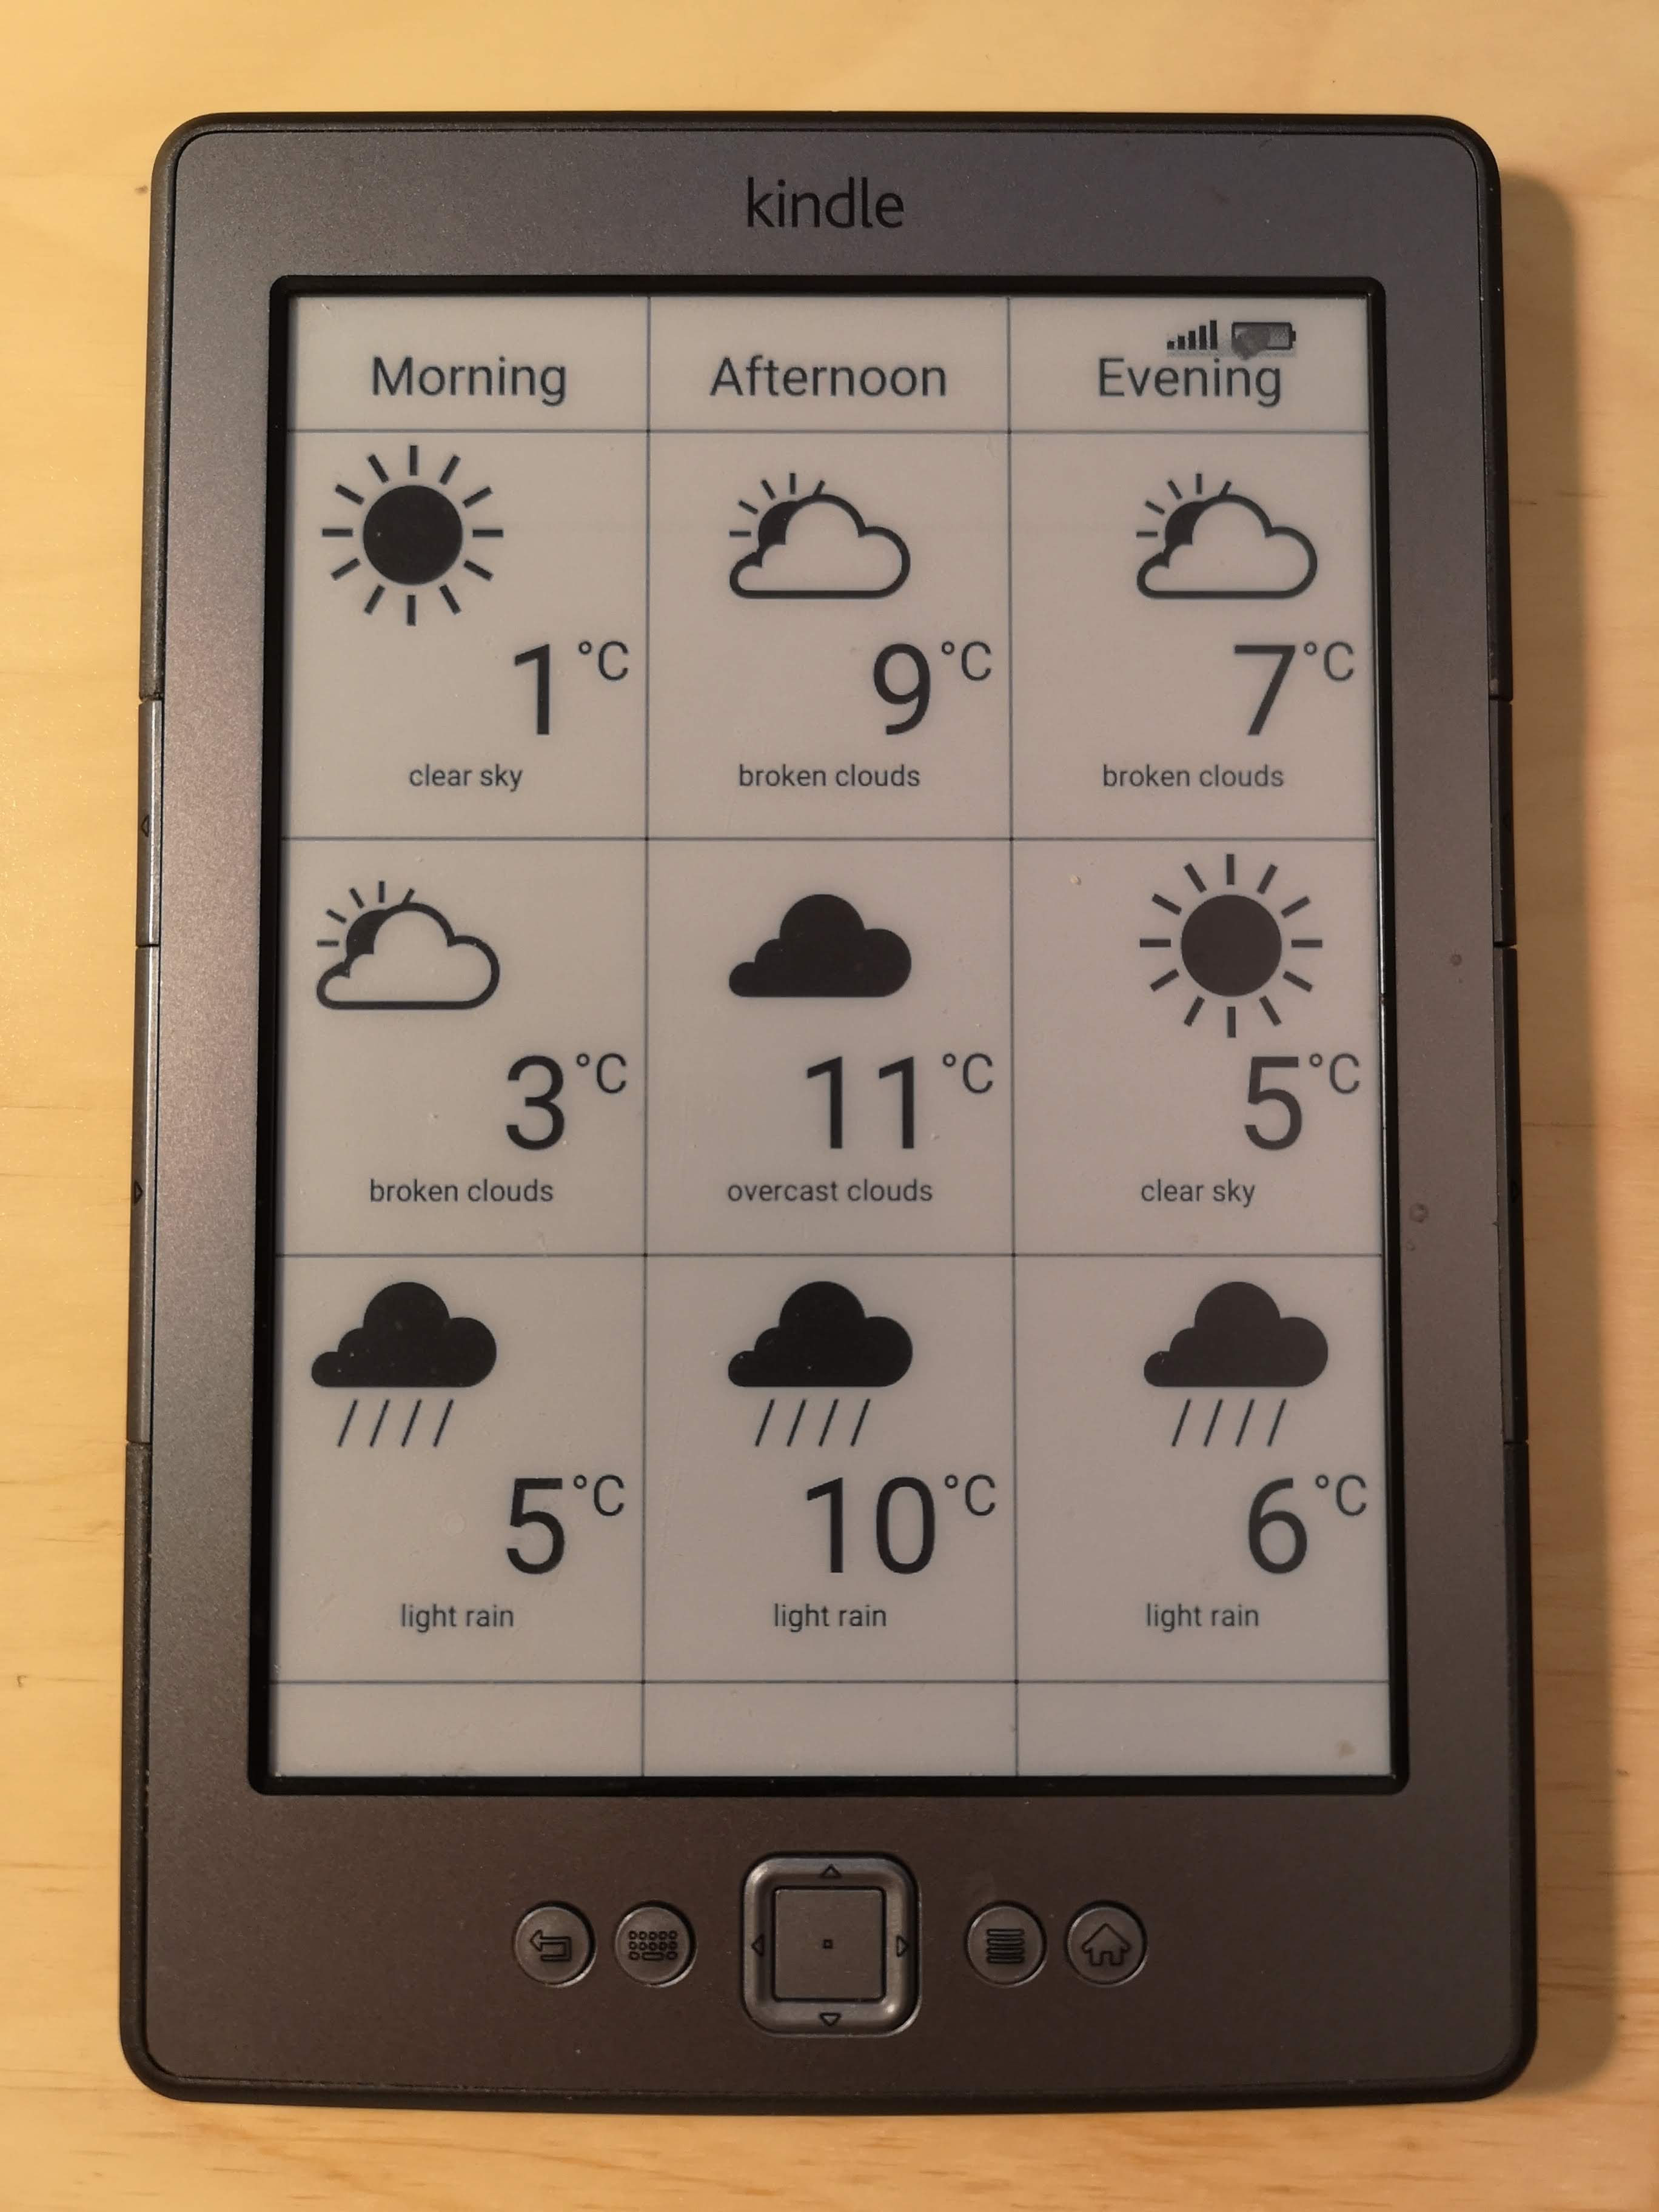 kindle
Morning Afternoon Evening
1 °C 9 °C 7 °C
clear sky broken clouds broken clouds
3 °C 11 °C 5 °C
broken clouds overcast clouds clear sky
5 °C 10 °C 6 °C
light rain light rain light rain